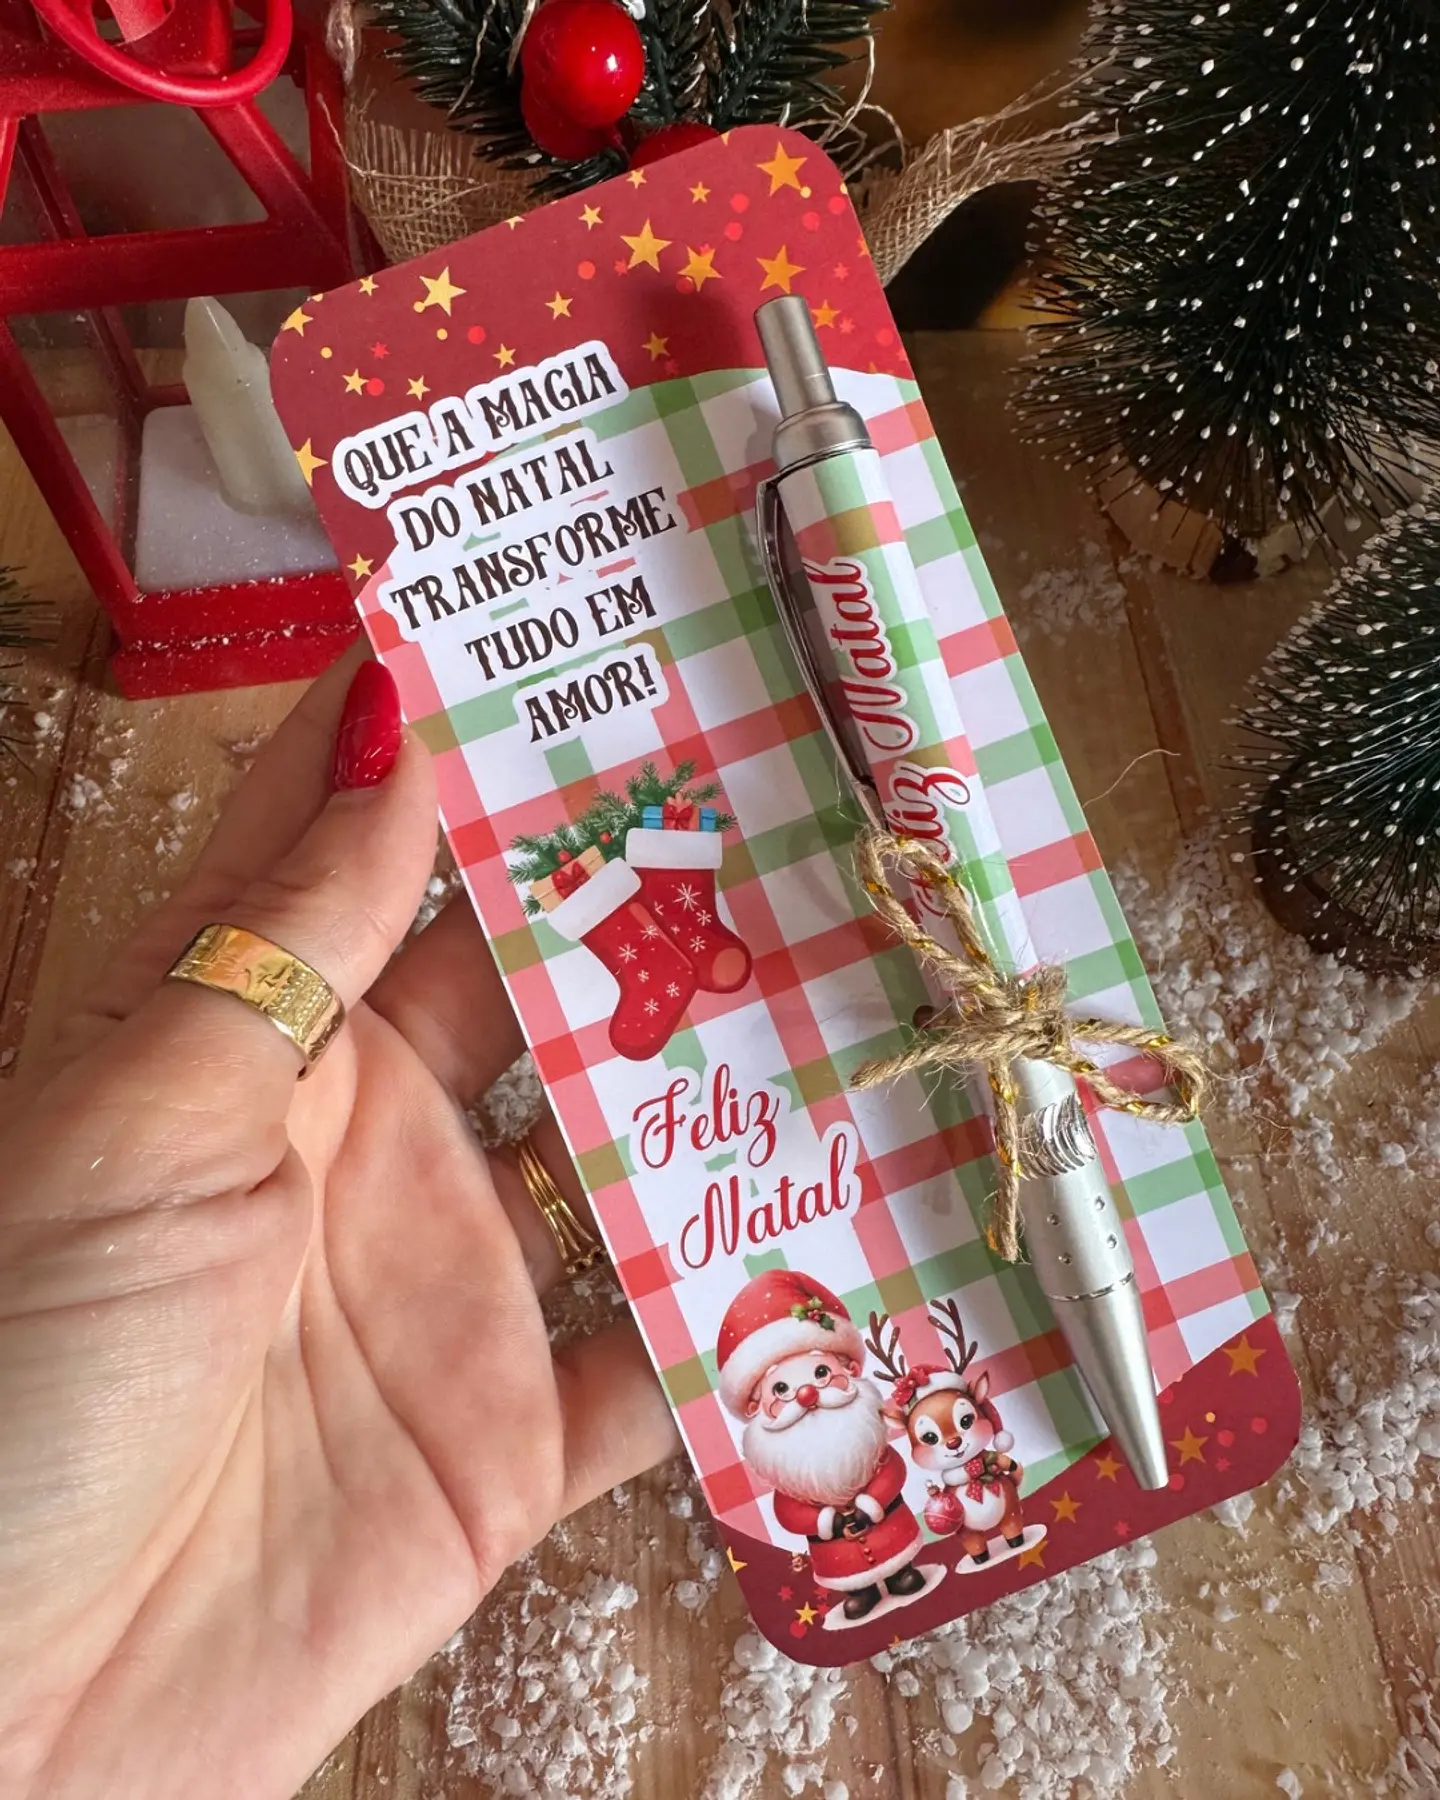 QUE A MAGIA
DO NATAL
TRANSFORME
TUDO EM
AMOR!
Feliz
Natal
Feliz Natal